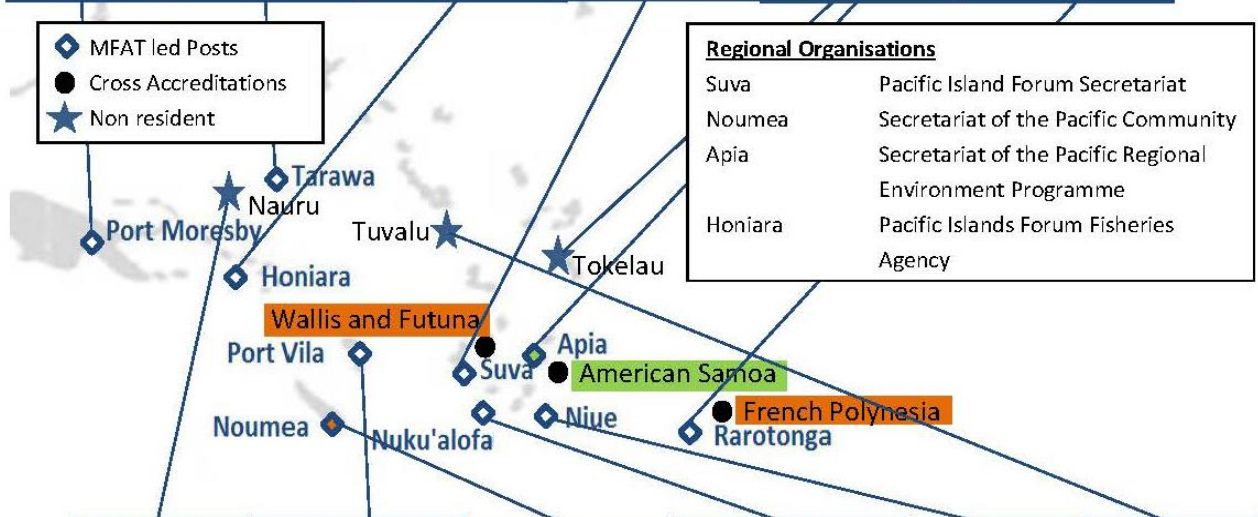 MFAT led Posts
Cross Accreditations
Non resident
Regional Organisations
Suva Pacific Island Forum Secretariat
Noumea Secretariat of the Pacific Community
Apia Secretariat of the Pacific Regional
Environment Programme
Honiara Pacific Islands Forum Fisheries
Agency
Tarawa
Nauru
Port Moresby
Tuvalu
Tokelau
Honiara
Wallis and Futuna
Port Vila
Apia
Suva
American Samoa
French Polynesia
Noumea
Nuku'alofa
Niue
Rarotonga